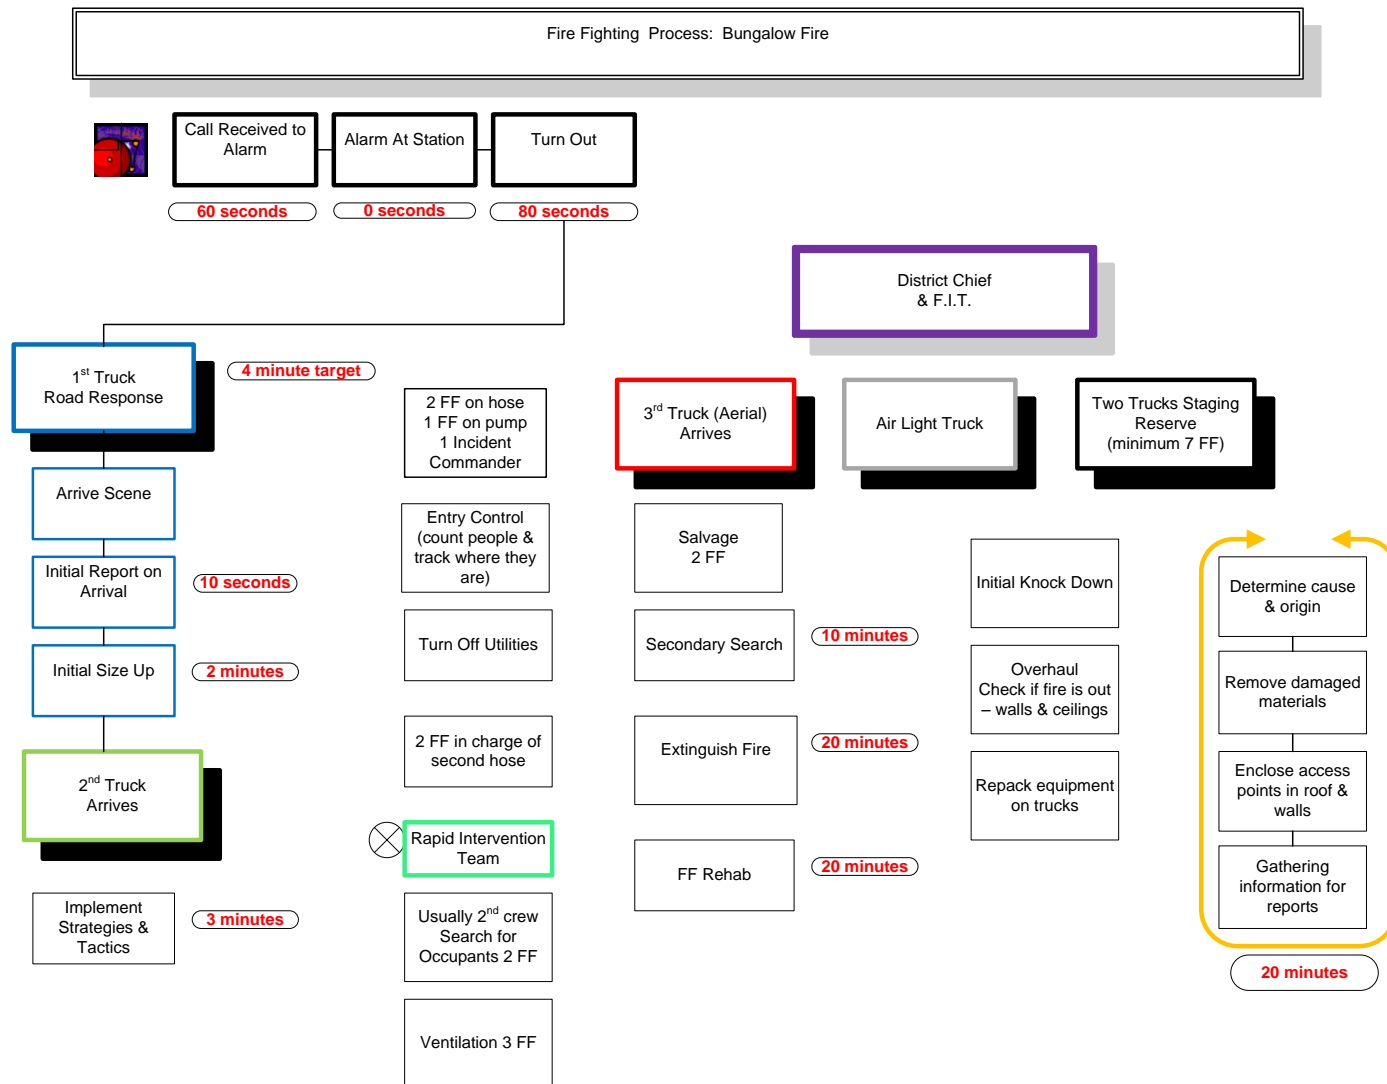 Fire Fighting Process: Bungalow Fire
Call Received to
Alarm
Alarm At Station
Turn Out
60 seconds
0 seconds
80 seconds
District Chief
& F.I.T.
1st Truck
Road Response
4 minute target
2 FF on hose
1 FF on pump
1 Incident
Commander
3rd Truck (Aerial)
Arrives
Air Light Truck
Two Trucks Staging
Reserve
(minimum 7 FF)
Arrive Scene
Entry Control
(count people &
track where they
are)
Salvage
2 FF
Initial Report on
Arrival
10 seconds
Initial Knock Down
Determine cause
& origin
Initial Size Up
2 minutes
Turn Off Utilities
Secondary Search
10 minutes
Overhaul
Check if fire is out
– walls & ceilings
Remove damaged
materials
2nd Truck
Arrives
2 FF in charge of
second hose
Extinguish Fire
20 minutes
Repack equipment
on trucks
Enclose access
points in roof &
walls
Rapid Intervention
Team
FF Rehab
20 minutes
Gathering
information for
reports
Implement
Strategies &
Tactics
3 minutes
Usually 2nd crew
Search for
Occupants 2 FF
20 minutes
Ventilation 3 FF